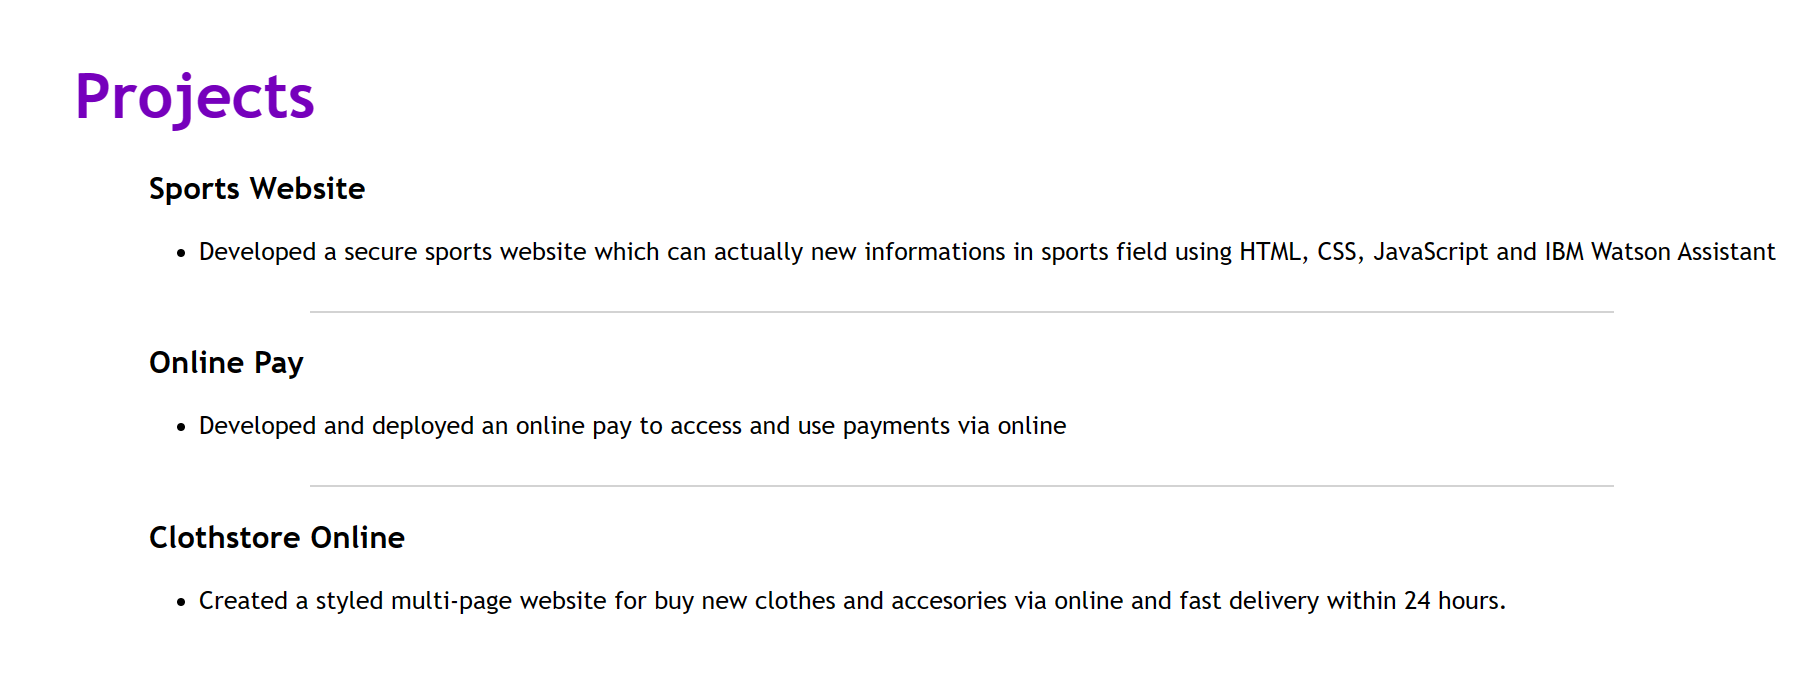 Projects
Sports Website
• Developed a secure sports website which can actually new informations in sports field using HTML, CSS, JavaScript and IBM Watson Assistant
Online Pay
• Developed and deployed an online pay to access and use payments via online
Clothstore Online
• Created a styled multi-page website for buy new clothes and accesories via online and fast delivery within 24 hours.